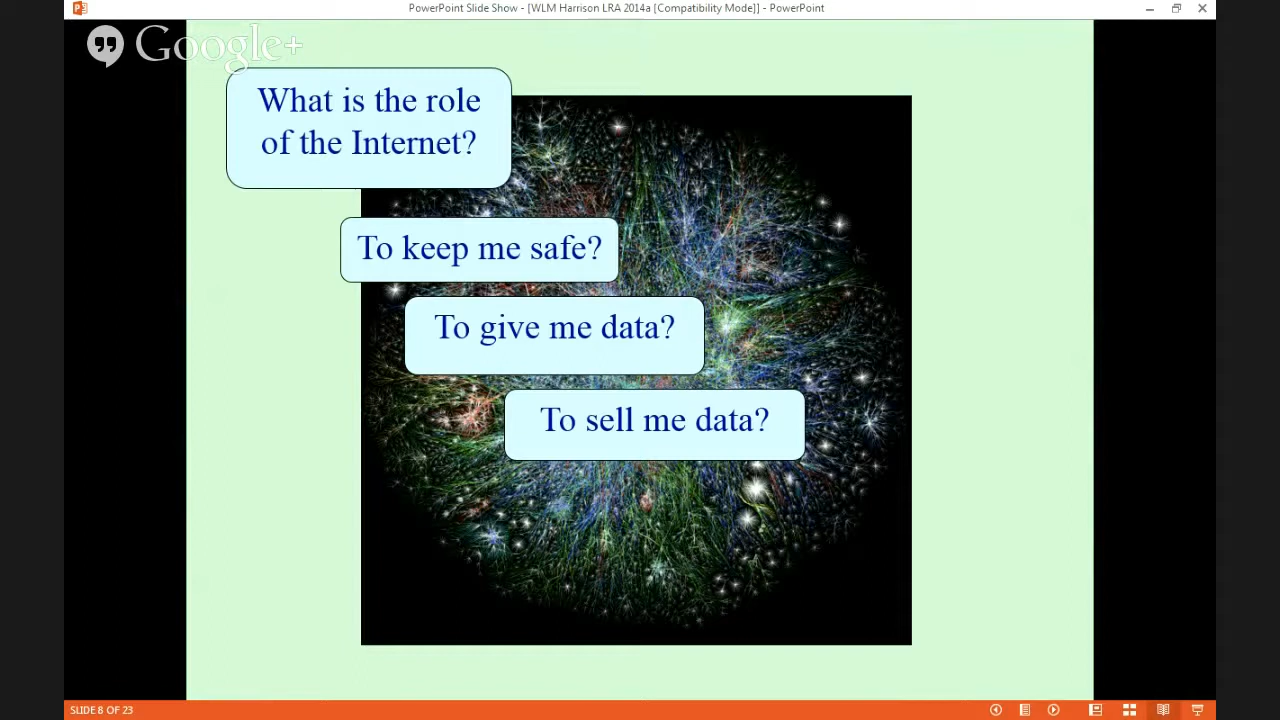 PowerPoint Slide Show - [WLM Harrison LRA 2014a [Compatibility Mode]] - PowerPoint
Google+
What is the role
of the Internet?
To keep me safe?
To give me data?
To sell me data?
SLIDE 8 OF 23